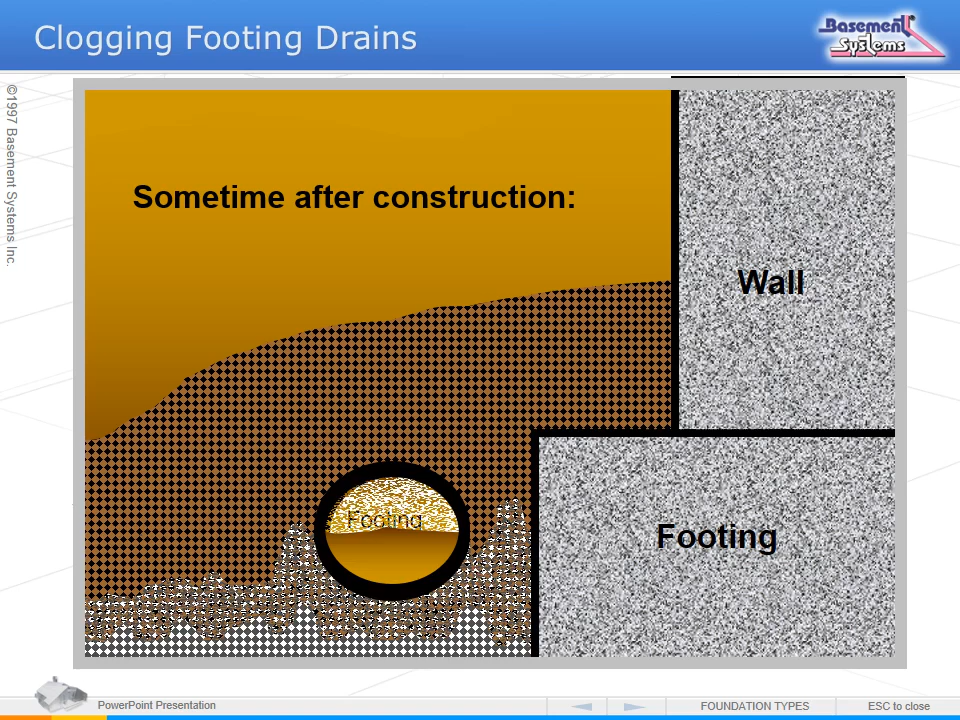 Clogging Footing Drains
Basement
Systems
©1997 Basement Systems Inc.
Sometime after construction:
Wall
Footing
Footing
PowerPoint Presentation
FOUNDATION TYPES
ESC to close